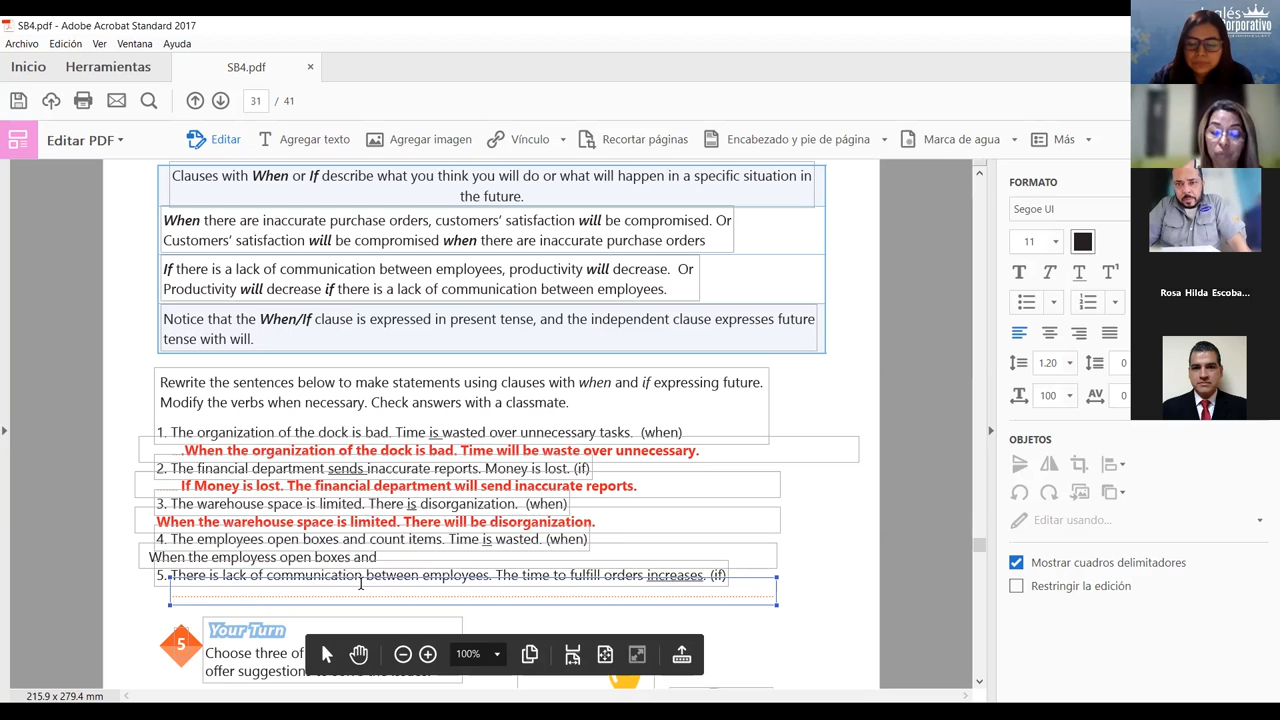 SB4.pdf - Adobe Acrobat Standard 2017
Archivo Edición Ver Ventana Ayuda
Inicio Herramientas SB4.pdf ×
31 / 41
Editar PDF Editar Agregar texto Agregar imagen Vínculo Recortar páginas Encabezado y pie de página Marca de agua Más
Clauses with When or If describe what you think you will do or what will happen in a specific situation in
the future.
When there are inaccurate purchase orders, customers’ satisfaction will be compromised. Or
Customers’ satisfaction will be compromised when there are inaccurate purchase orders
If there is a lack of communication between employees, productivity will decrease. Or
Productivity will decrease if there is a lack of communication between employees.
Notice that the When/If clause is expressed in present tense, and the independent clause expresses future
tense with will.
Rewrite the sentences below to make statements using clauses with when and if expressing future.
Modify the verbs when necessary. Check answers with a classmate.
1. The organization of the dock is bad. Time is wasted over unnecessary tasks. (when)
When the organization of the dock is bad. Time will be waste over unnecessary.
2. The financial department sends inaccurate reports. Money is lost. (if)
If Money is lost. The financial department will send inaccurate reports.
3. The warehouse space is limited. There is disorganization. (when)
When the warehouse space is limited. There will be disorganization.
4. The employees open boxes and count items. Time is wasted. (when)
When the employess open boxes and
5. There is lack of communication between employees. The time to fulfill orders increases. (if)
5 Your Turn
Choose three of
offer suggestions to solve the issues.
100%
215.9 x 279.4 mm
FORMATO
Segoe UI
11
1.20 0
100 AV 0
OBJETOS
Editar usando...
Mostrar cuadros delimitadores
Restringir la edición
Inglés
Corporativo
Rosa Hilda Escoba...